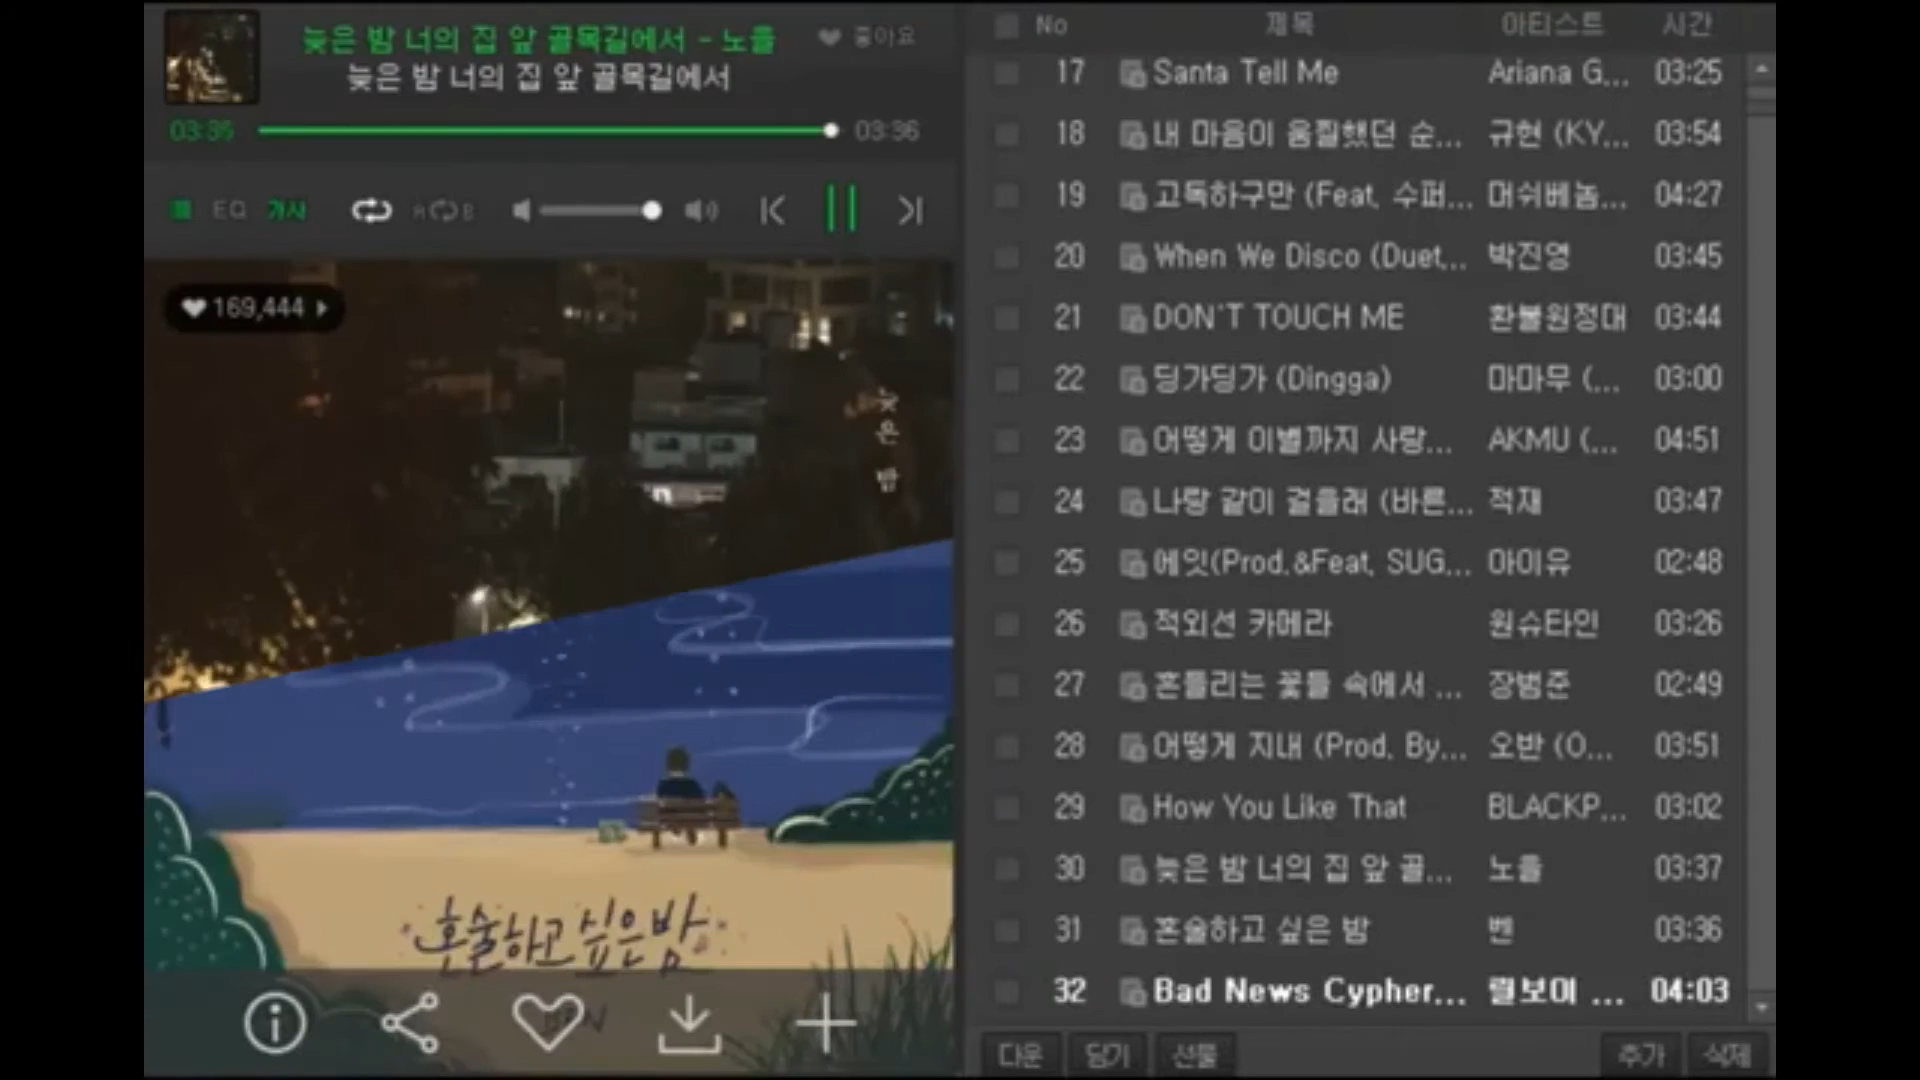 늦은 밤 너의 집 앞 골목길에서 - 노을
좋아요
늦은 밤 너의 집 앞 골목길에서
03:35
03:36
EQ 가사
A B
169,444
늦은 밤
혼술하고 싶은 밤
BEN
No 제목 아티스트 시간
17 Santa Tell Me Ariana G... 03:25
18 내 마음이 움찔했던 순... 규현 (KY... 03:54
19 고독하구만 (Feat. 수퍼... 머쉬베놈... 04:27
20 When We Disco (Duet... 박진영 03:45
21 DON'T TOUCH ME 환불원정대 03:44
22 딩가딩가 (Dingga) 마마무 (... 03:00
23 어떻게 이별까지 사랑... AKMU (... 04:51
24 나랑 같이 걸을래 (바른... 적재 03:47
25 에잇(Prod.&Feat. SUG... 아이유 02:48
26 적외선 카메라 원슈타인 03:26
27 흔들리는 꽃들 속에서 ... 장범준 02:49
28 어떻게 지내 (Prod. By... 오반 (O... 03:51
29 How You Like That BLACKP... 03:02
30 늦은 밤 너의 집 앞 골... 노을 03:37
31 혼술하고 싶은 밤 벤 03:36
32 Bad News Cypher... 릴보이 ... 04:03
다운 담기 선물 추가 삭제